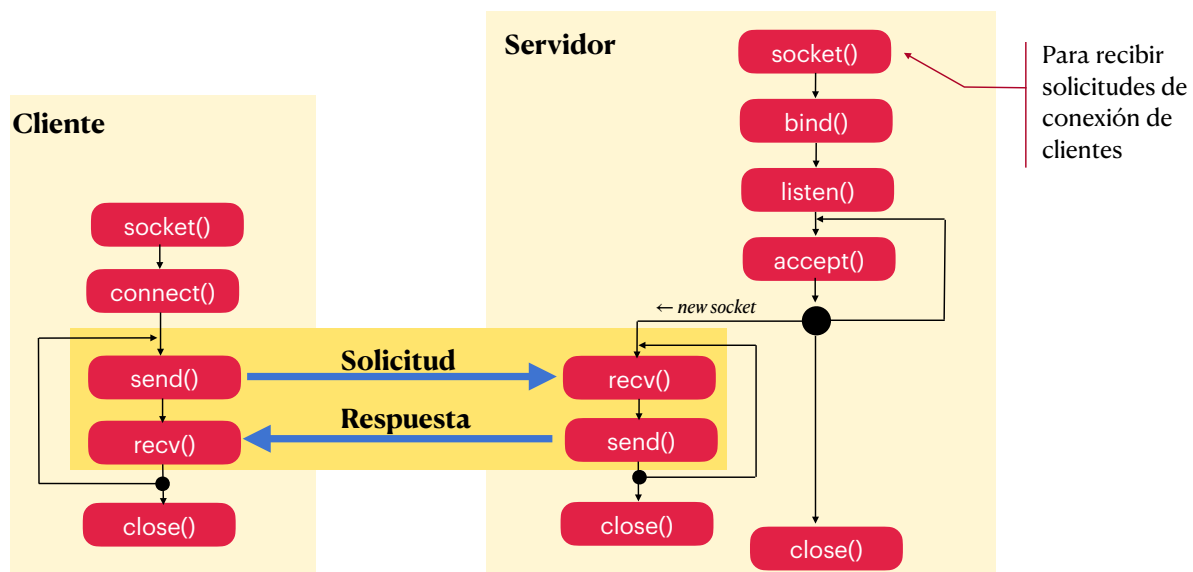 Servidor
socket()
Para recibir
solicitudes de
conexión de
clientes
bind()
listen()
accept()
← new socket
Cliente
socket()
connect()
send()
Solicitud
recv()
recv()
Respuesta
send()
close()
close()
close()